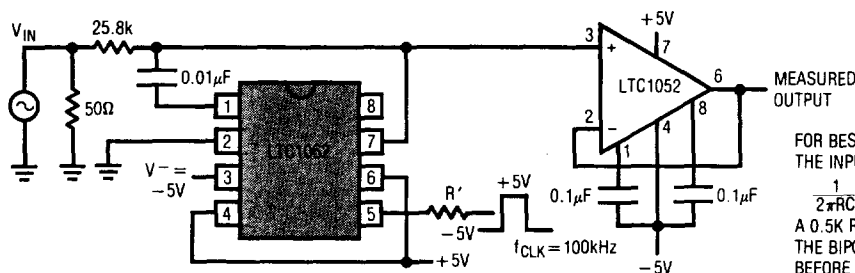 V_IN
25.8k
0.01μF
50Ω
LTC1062
1
2
3
4
8
7
6
5
V⁻ =
−5V
R'
+5V
−5V
f_CLK = 100kHz
+5V
+5V
3
+
2
−
LTC1052
7
6
8
1
4
0.1μF
0.1μF
−5V
MEASURED
OUTPUT
FOR BES
THE INPU
1
2πRC
A 0.5K R
THE BIPO
BEFORE